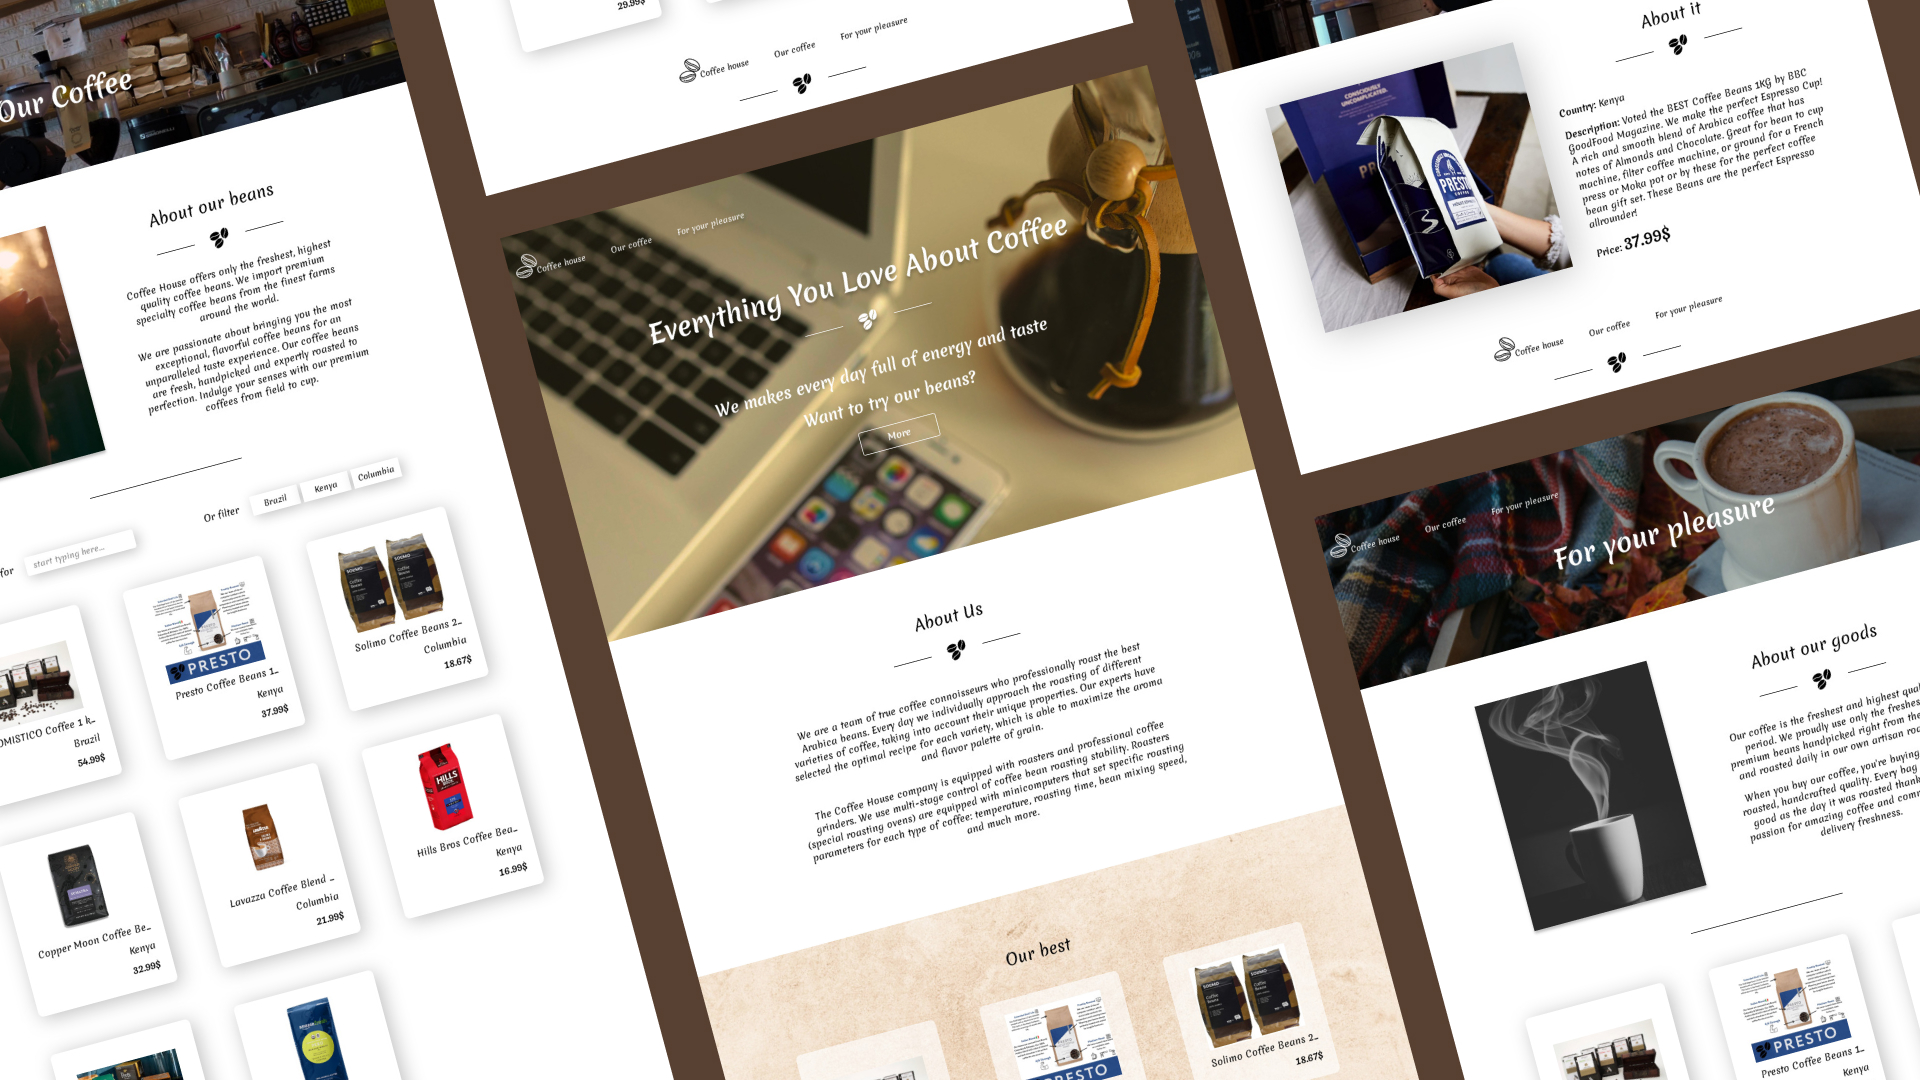 Our Coffee
About our beans
Coffee House offers only the freshest, highest
quality coffee beans. We import premium
specialty coffee beans from the finest farms
around the world.
We are passionate about bringing you the most
exceptional, flavorful coffee beans for an
unparalleled taste experience. Our coffee beans
are fresh, handpicked and expertly roasted to
perfection. Indulge your senses with our premium
coffees from field to cup.
for
start typing here...
Or filter
Brazil
Kenya
Columbia
OMISTICO Coffee 1 k...
Brazil
54.99$
PRESTO
Presto Coffee Beans 1...
Kenya
37.99$
SOLIMO
Solimo Coffee Beans 2...
Columbia
18.67$
Copper Moon Coffee Be...
Kenya
32.99$
Lavazza Coffee Blend ...
Columbia
21.99$
HILLS
BROS
Hills Bros Coffee Bea...
Kenya
16.99$
29.99$
Coffee house
Our coffee
For your pleasure
Coffee house
Our coffee
For your pleasure
Everything You Love About Coffee
We makes every day full of energy and taste
Want to try our beans?
More
About Us
We are a team of true coffee connoisseurs who professionally roast the best
Arabica beans. Every day we individually approach the roasting of different
varieties of coffee, taking into account their unique properties. Our experts have
selected the optimal recipe for each variety, which is able to maximize the aroma
and flavor palette of grain.
The Coffee House company is equipped with roasters and professional coffee
grinders. We use multi-stage control of coffee bean roasting stability. Roasters
(special roasting ovens) are equipped with minicomputers that set specific roasting
parameters for each type of coffee: temperature, roasting time, bean mixing speed,
and much more.
Our best
PRESTO
SOLIMO
Solimo Coffee Beans 2...
18.67$
About it
CONSCIOUSLY
UNCOMPLICATED.
PRESTO
Country: Kenya
Description: Voted the BEST Coffee Beans 1KG by BBC
GoodFood Magazine. We make the perfect Espresso Cup!
A rich and smooth blend of Arabica coffee that has
notes of Almonds and Chocolate. Great for bean to cup
machine, filter coffee machine, or ground for a French
press or Moka pot or by these for the perfect coffee
bean gift set. These Beans are the perfect Espresso
allrounder!
Price: 37.99$
Coffee house
Our coffee
For your pleasure
Coffee house
Our coffee
For your pleasure
For your pleasure
About our goods
Our coffee is the freshest and highest qual
period. We proudly use only the freshes
premium beans handpicked right from the
and roasted daily in our own artisan roa
When you buy our coffee, you're buying
roasted, handcrafted quality. Every bag
good as the day it was roasted thank
passion for amazing coffee and com
delivery freshness.
PRESTO
Presto Coffee Beans 1...
Kenya